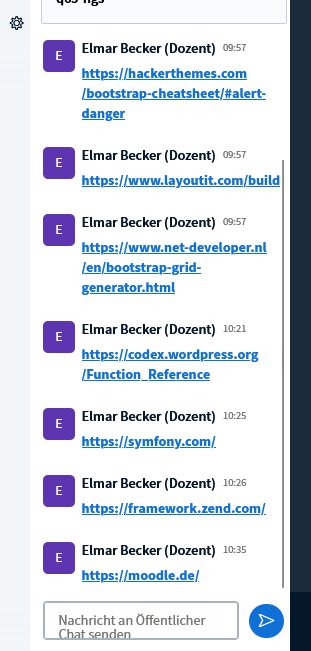 Elmar Becker (Dozent) 09:57
https://hackerthemes.com
/bootstrap-cheatsheet/#alert-
danger
E
Elmar Becker (Dozent) 09:57
https://www.layoutit.com/build
E
Elmar Becker (Dozent) 09:57
https://www.net-developer.nl
/en/bootstrap-grid-
generator.html
E
Elmar Becker (Dozent) 10:21
https://codex.wordpress.org
/Function_Reference
E
Elmar Becker (Dozent) 10:25
https://symfony.com/
E
Elmar Becker (Dozent) 10:26
https://framework.zend.com/
E
Elmar Becker (Dozent) 10:35
https://moodle.de/
E
Nachricht an Öffentlicher
Chat senden